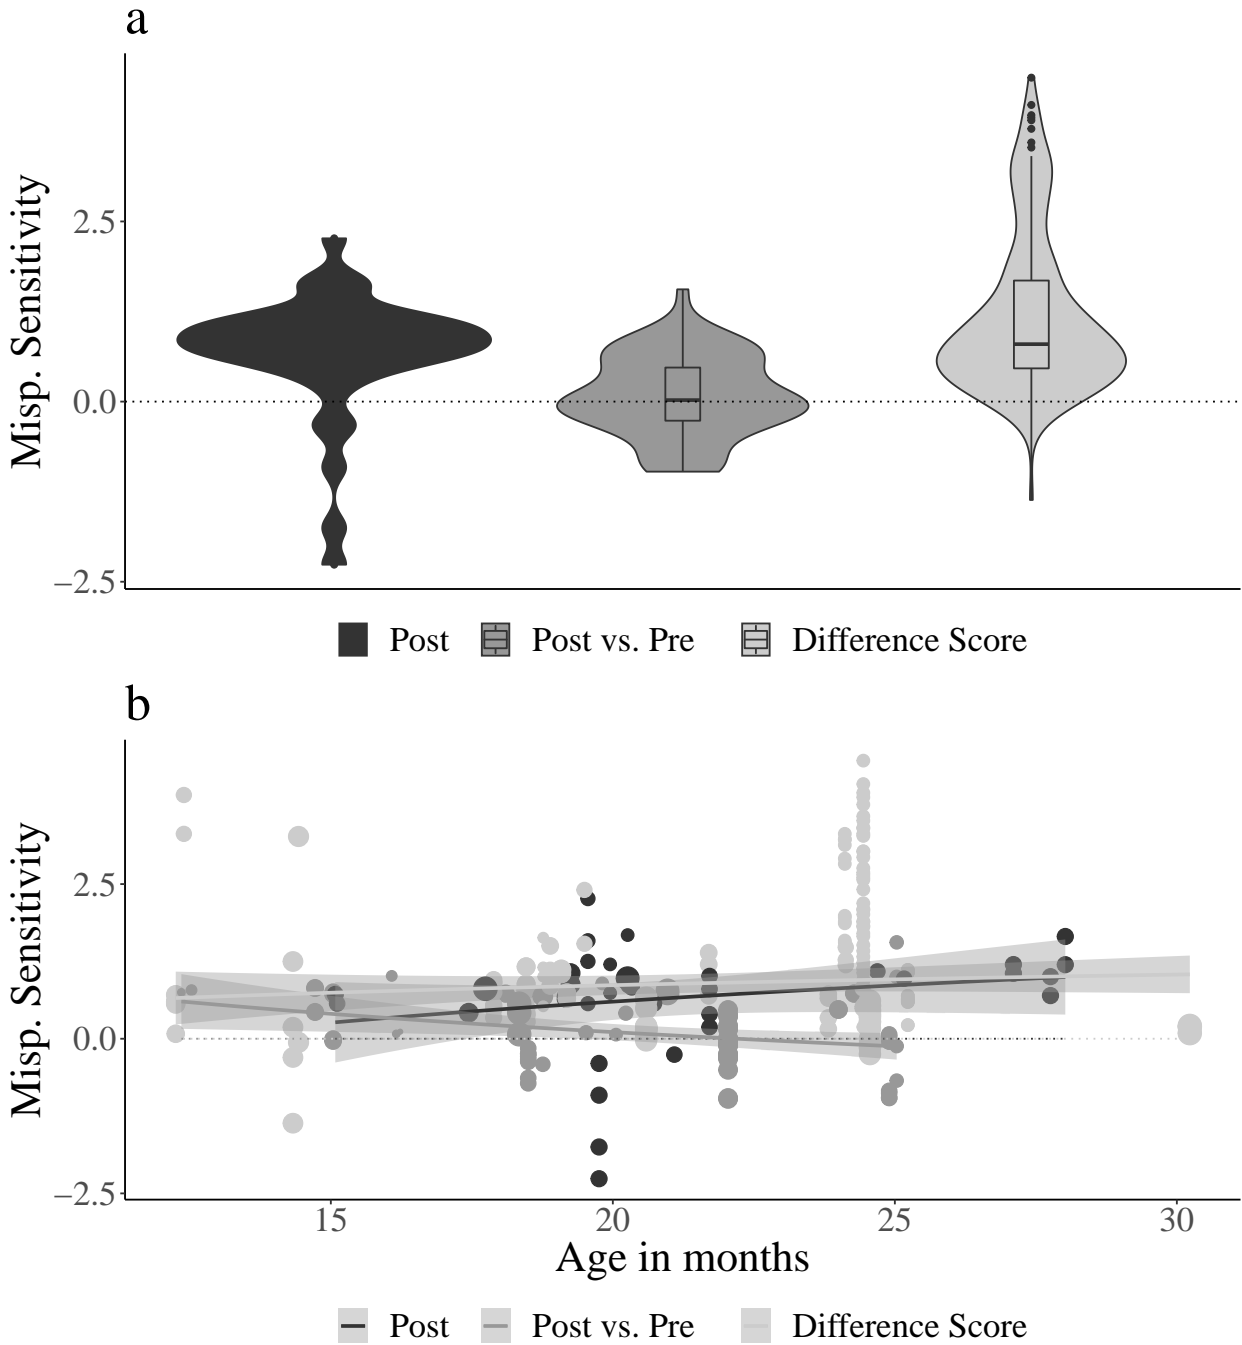 a
Misp. Sensitivity
2.5
0.0
−2.5
Post
Post vs. Pre
Difference Score
b
Misp. Sensitivity
2.5
0.0
−2.5
15
20
25
30
Age in months
Post
Post vs. Pre
Difference Score